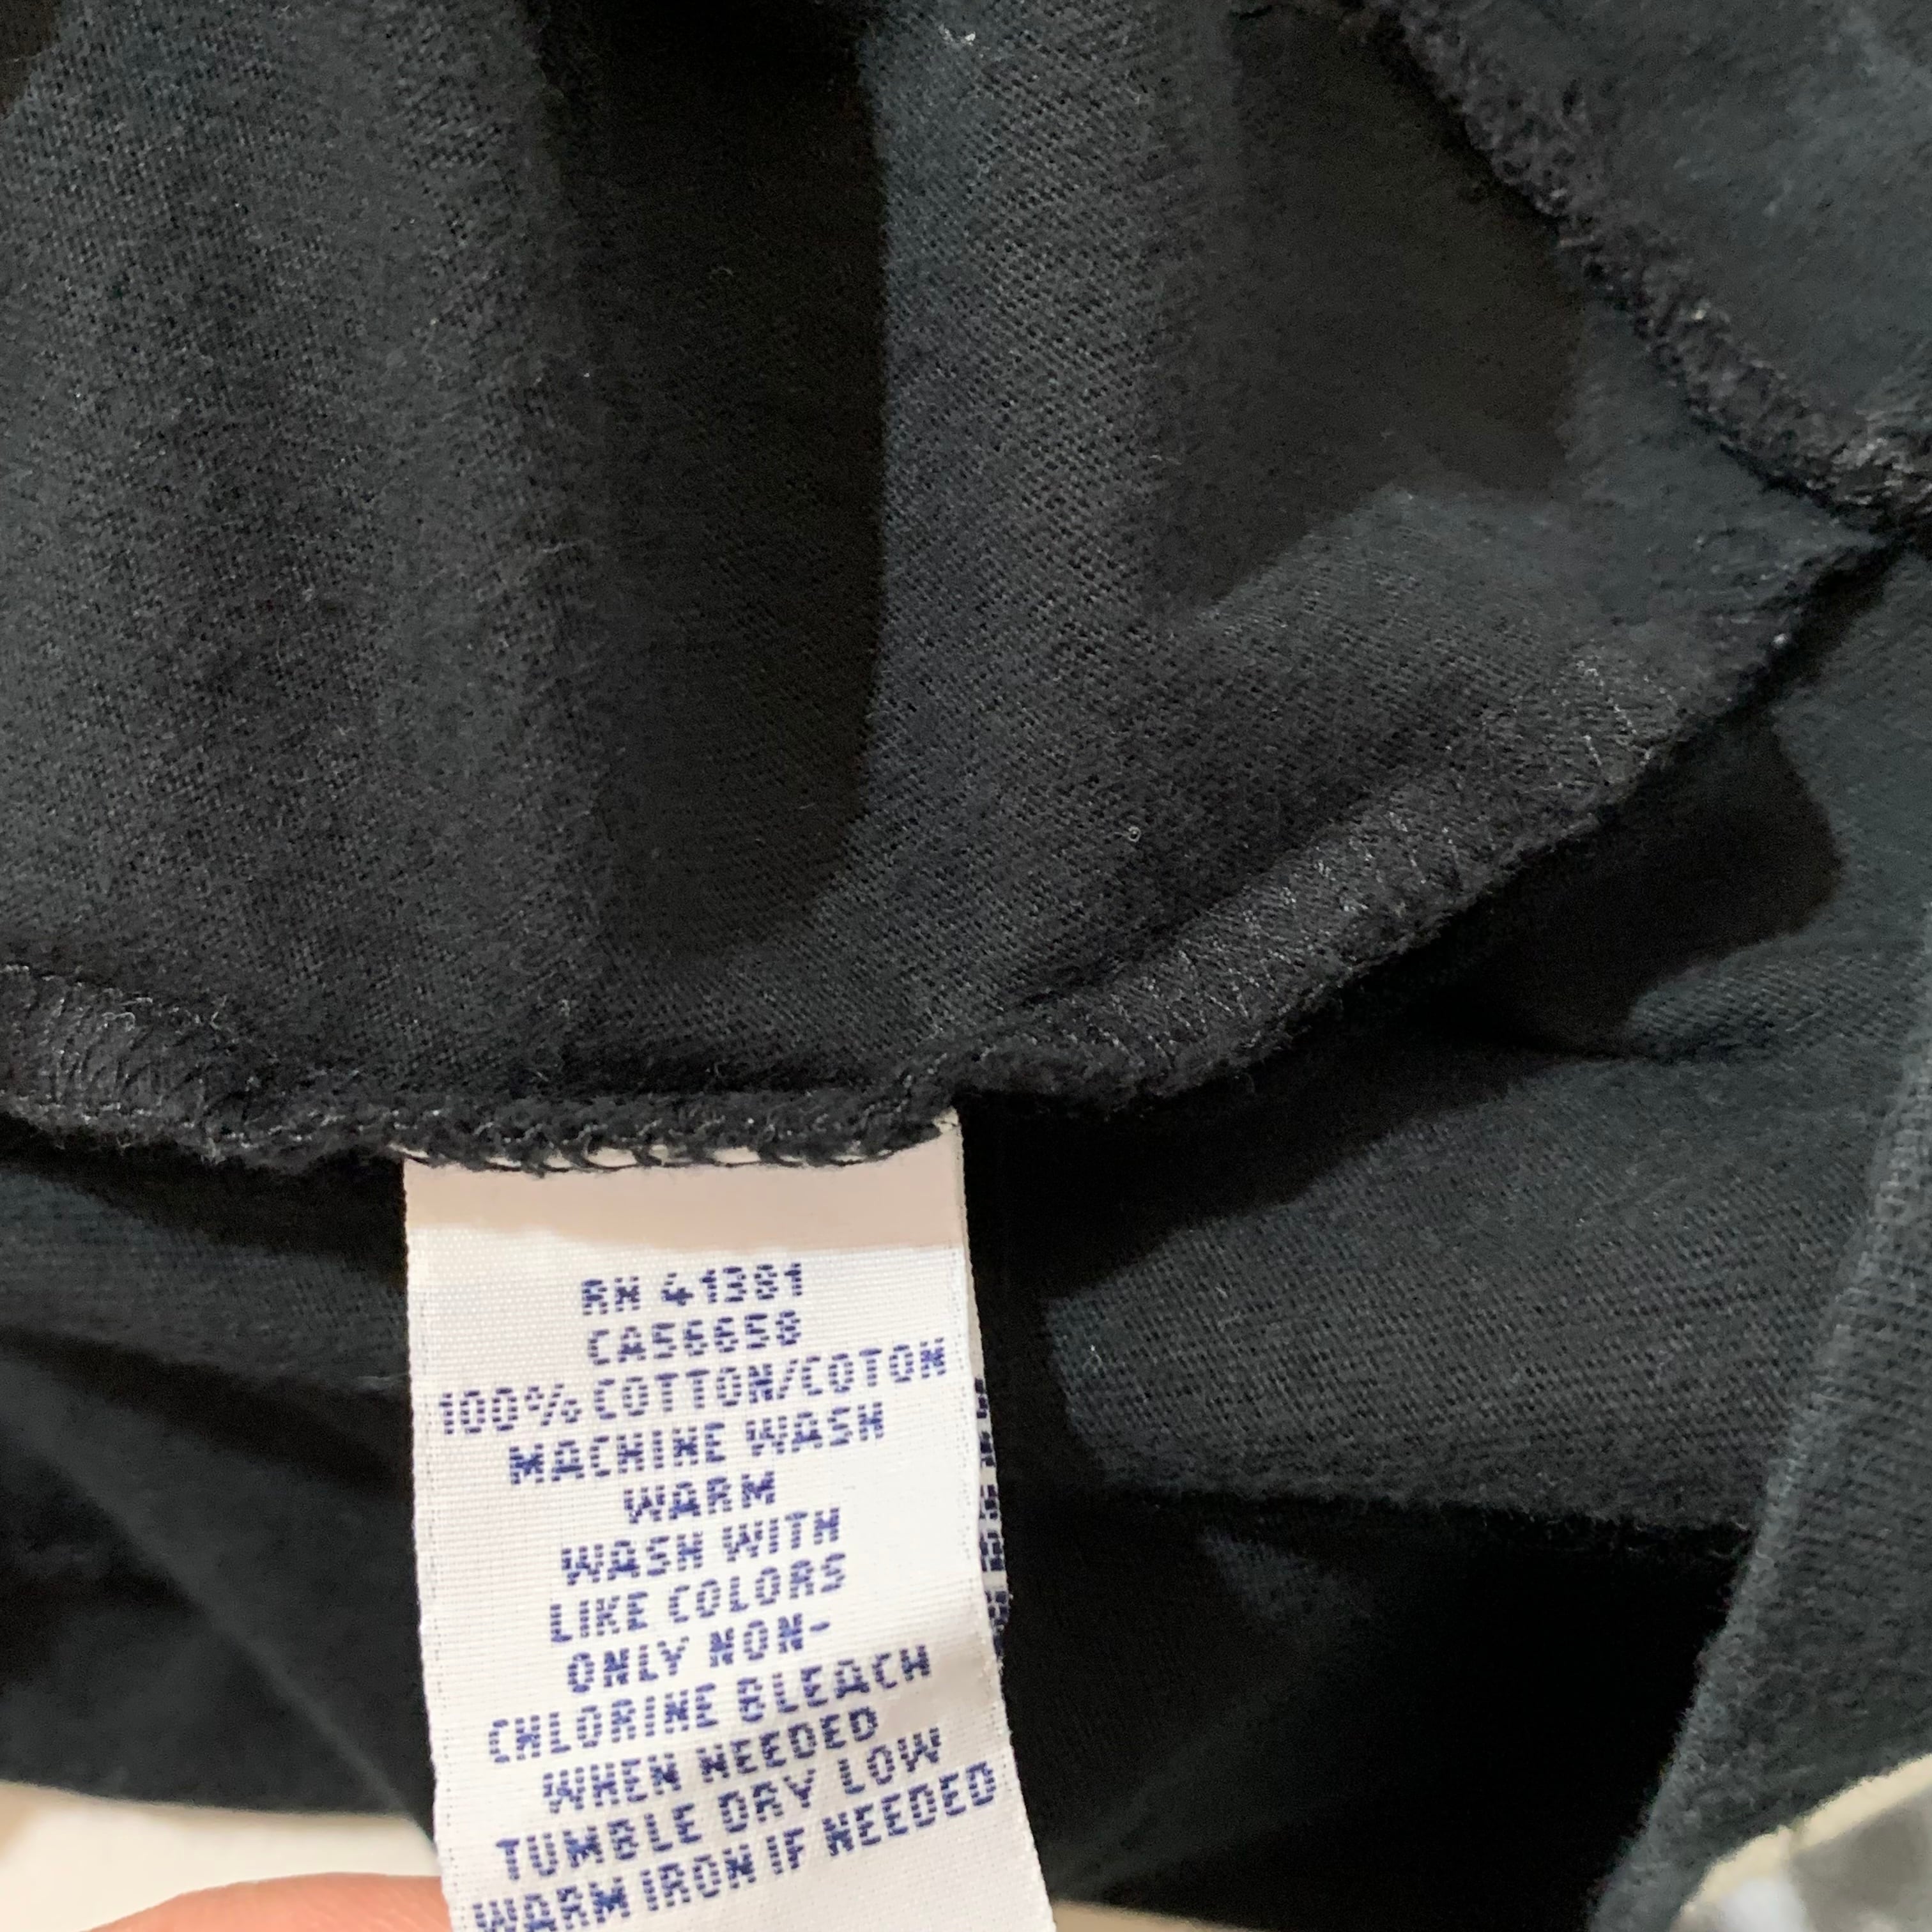 RN 41381
CA56658
100% COTTON/COTON
MACHINE WASH
WARM
WASH WITH
LIKE COLORS
ONLY NON-
CHLORINE BLEACH
WHEN NEEDED
TUMBLE DRY LOW
WARM IRON IF NEEDED